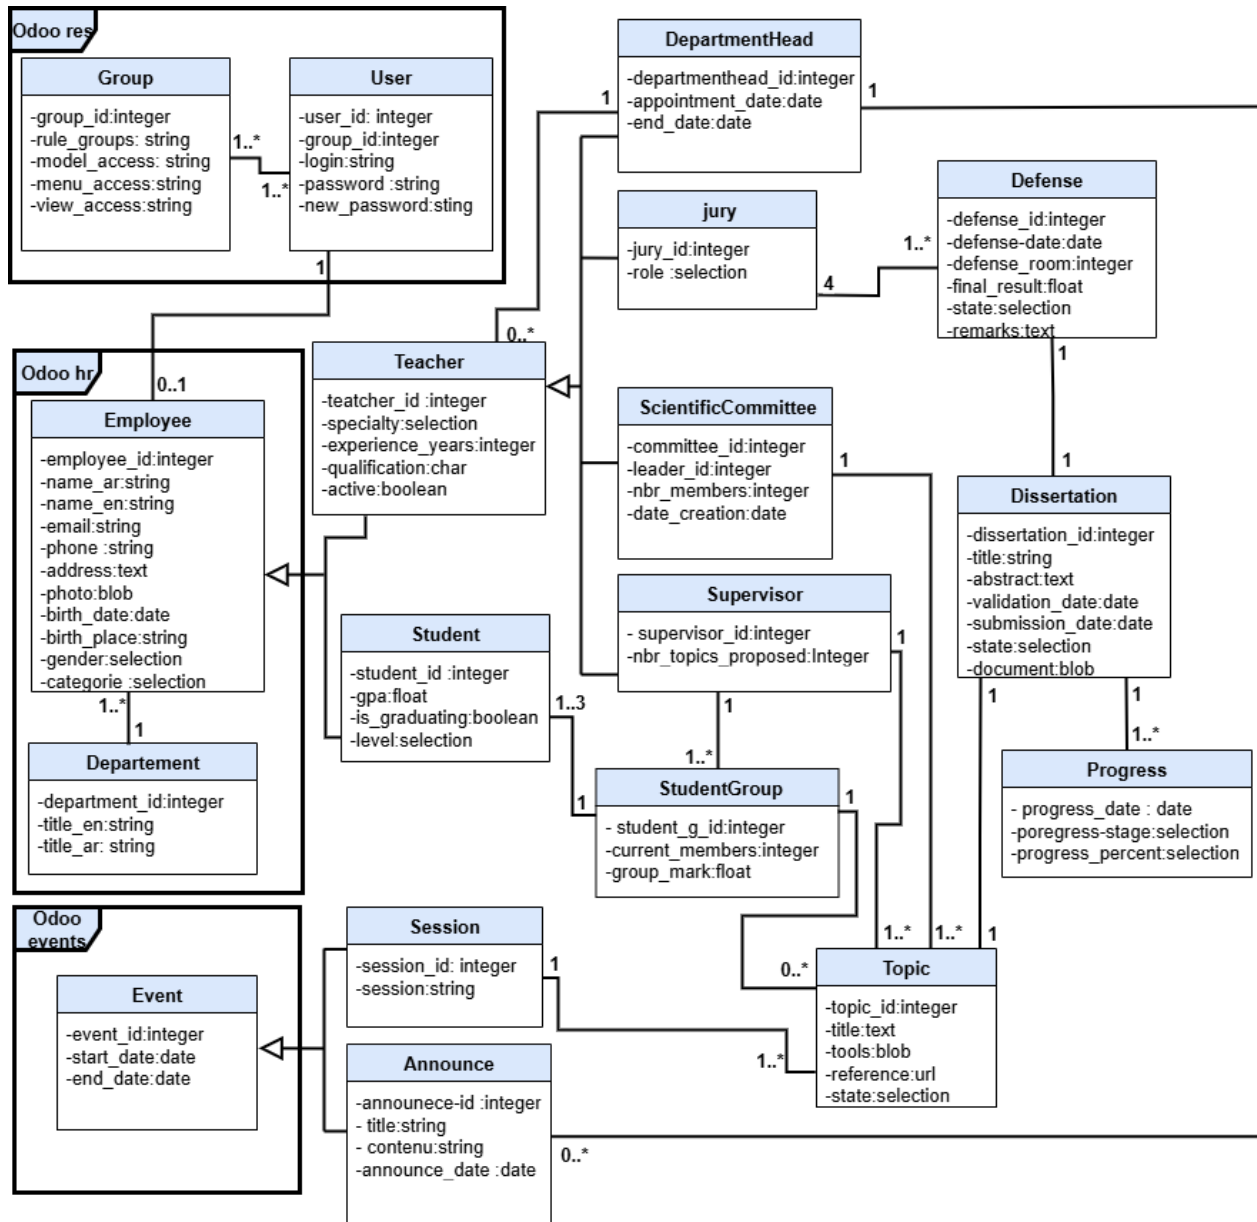 Odoo res
Group
-group_id:integer
-rule_groups: string
-model_access: string
-menu_access:string
-view_access:string
1..*
1..*
User
-user_id: integer
-group_id:integer
-login:string
-password :string
-new_password:sting
1
0..1
DepartmentHead
-departmenthead_id:integer
-appointment_date:date
-end_date:date
1
1
jury
-jury_id:integer
-role :selection
4
1..*
Defense
-defense_id:integer
-defense-date:date
-defense_room:integer
-final_result:float
-state:selection
-remarks:text
1
1
Odoo hr
Employee
-employee_id:integer
-name_ar:string
-name_en:string
-email:string
-phone :string
-address:text
-photo:blob
-birth_date:date
-birth_place:string
-gender:selection
-categorie :selection
1..*
1
Departement
-department_id:integer
-title_en:string
-title_ar: string
0..*
Teacher
-teatcher_id :integer
-specialty:selection
-experience_years:integer
-qualification:char
-active:boolean
ScientificCommittee
-committee_id:integer
-leader_id:integer
-nbr_members:integer
-date_creation:date
1
Dissertation
-dissertation_id:integer
-title:string
-abstract:text
-validation_date:date
-submission_date:date
-state:selection
-document:blob
1
1
1..*
Student
-student_id :integer
-gpa:float
-is_graduating:boolean
-level:selection
1..3
1
Supervisor
- supervisor_id:integer
-nbr_topics_proposed:Integer
1
1
1..*
StudentGroup
- student_g_id:integer
-current_members:integer
-group_mark:float
1
Progress
- progress_date : date
-poregress-stage:selection
-progress_percent:selection
Odoo
events
Event
-event_id:integer
-start_date:date
-end_date:date
Session
-session_id: integer
-session:string
1
Announce
-announece-id :integer
- title:string
- contenu:string
-announce_date :date
0..*
0..*
1..*
1..*
1
1..*
Topic
-topic_id:integer
-title:text
-tools:blob
-reference:url
-state:selection